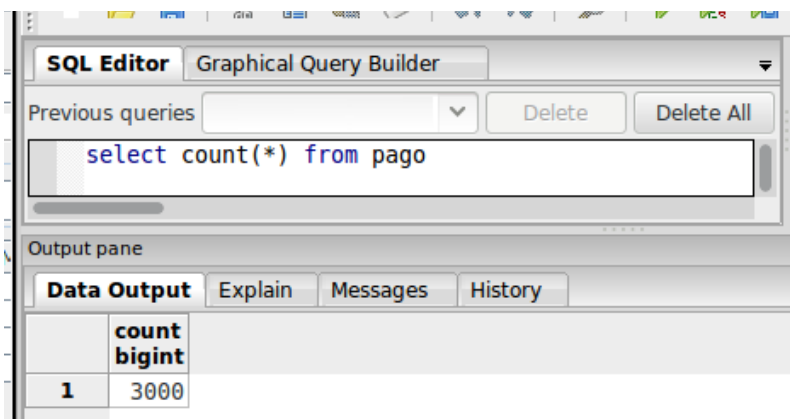 SQL Editor Graphical Query Builder
Previous queries Delete Delete All
select count(*) from pago
Output pane
Data Output Explain Messages History
count
bigint
1 3000